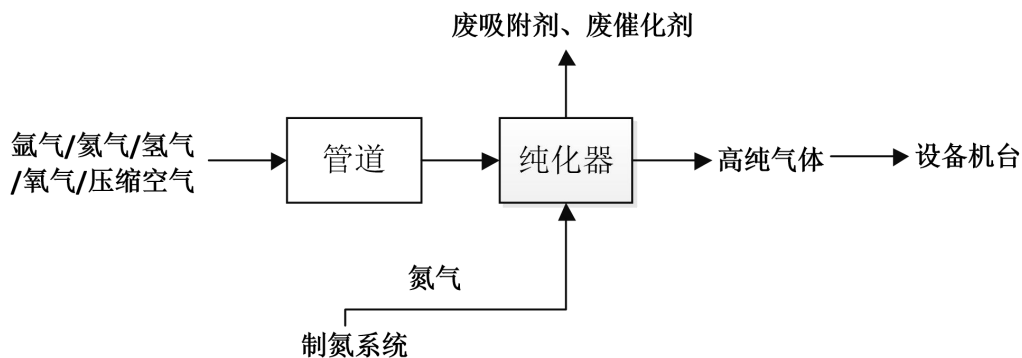 废吸附剂、废催化剂
氩气/氦气/氢气
/氧气/压缩空气
管道
纯化器
高纯气体
设备机台
氮气
制氮系统